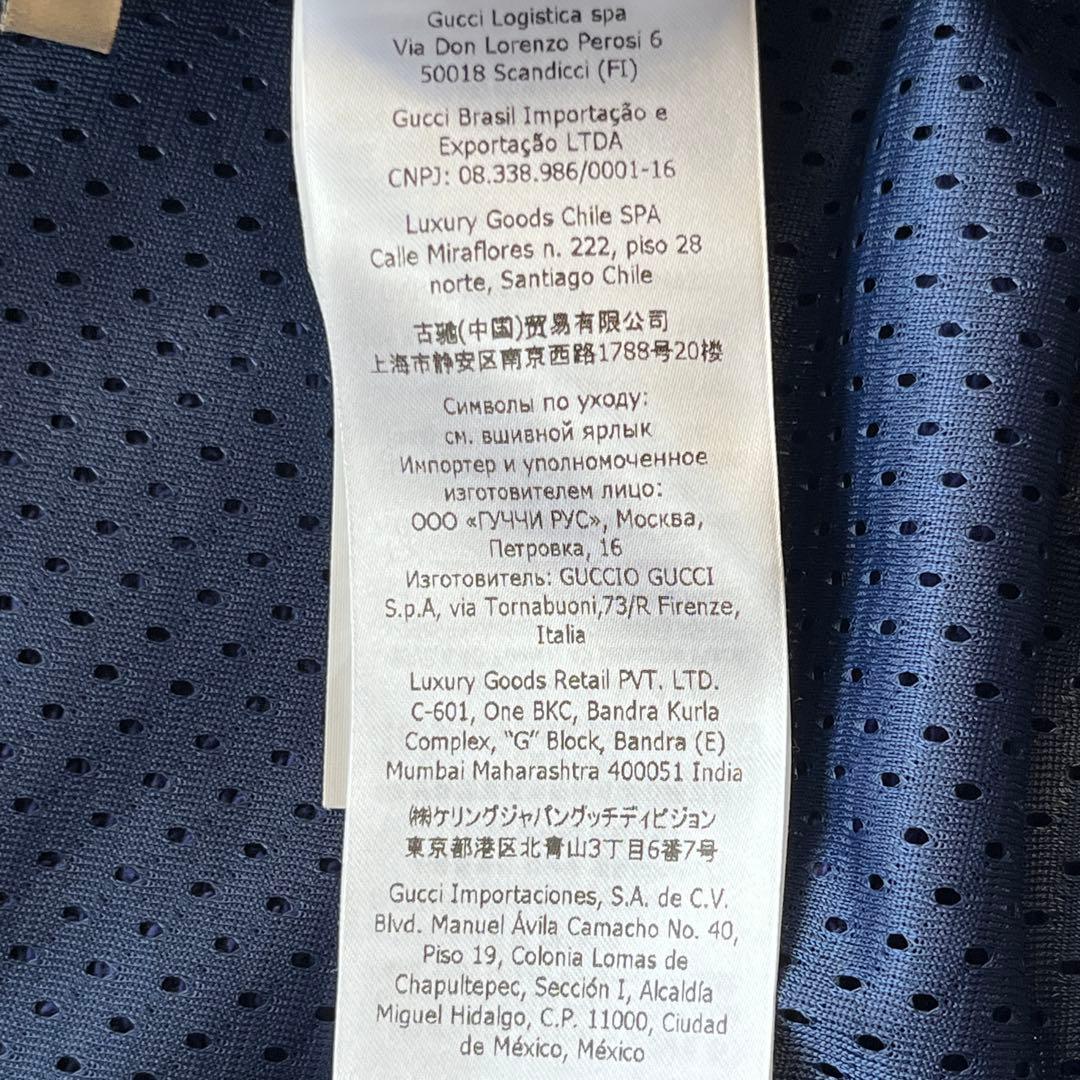 Gucci Logistica spa
Via Don Lorenzo Perosi 6
50018 Scandicci (FI)
Gucci Brasil Importação e
Exportação LTDA
CNPJ: 08.338.986/0001-16
Luxury Goods Chile SPA
Calle Miraflores n. 222, piso 28
norte, Santiago Chile
古驰(中国)贸易有限公司
上海市静安区南京西路1788号20楼
Символы по уходу:
см. вшивной ярлык
Импортер и уполномоченное
изготовителем лицо:
ООО «ГУЧЧИ РУС», Москва,
Петровка, 16
Изготовитель: GUCCIO GUCCI
S.p.A, via Tornabuoni,73/R Firenze,
Italia
Luxury Goods Retail PVT. LTD.
C-601, One BKC, Bandra Kurla
Complex, “G” Block, Bandra (E)
Mumbai Maharashtra 400051 India
㈱ケリングジャパングッチディビジョン
東京都港区北青山3丁目6番7号
Gucci Importaciones, S.A. de C.V.
Blvd. Manuel Ávila Camacho No. 40,
Piso 19, Colonia Lomas de
Chapultepec, Sección I, Alcaldía
Miguel Hidalgo, C.P. 11000, Ciudad
de México, México